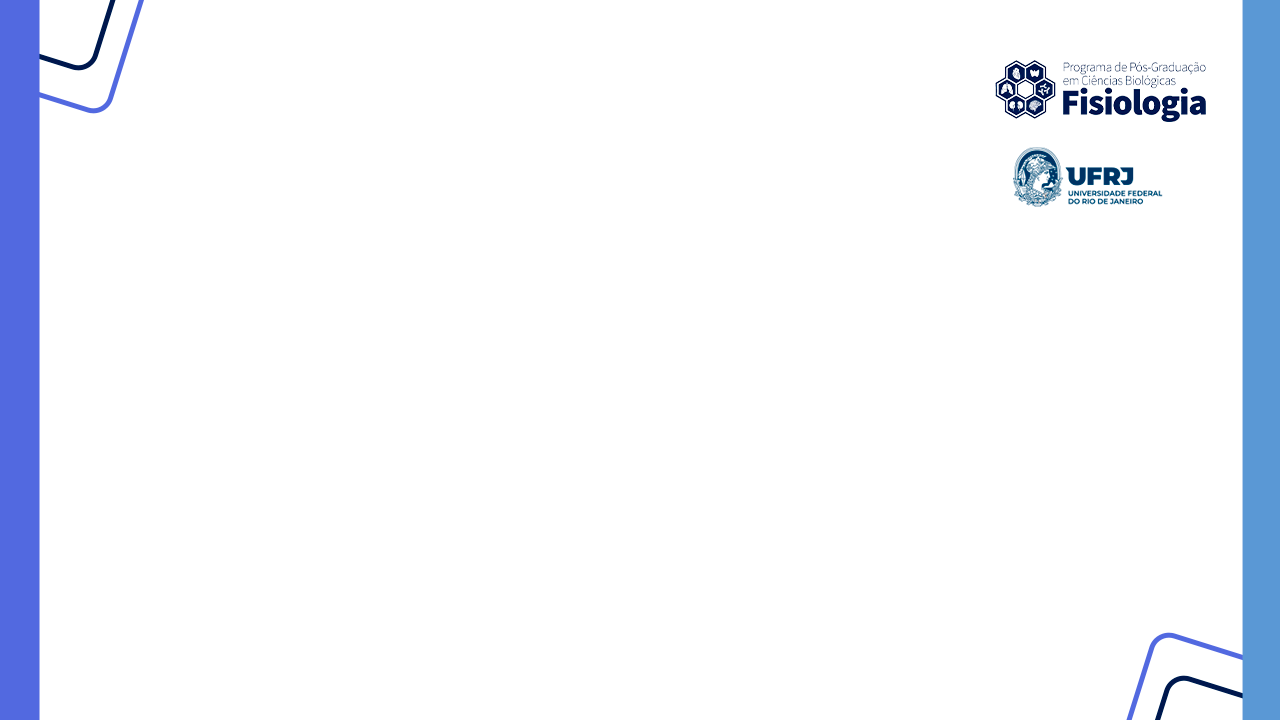 Programa de Pós-Graduação
em Ciências Biológicas
Fisiologia
UFRJ
UNIVERSIDADE FEDERAL
DO RIO DE JANEIRO